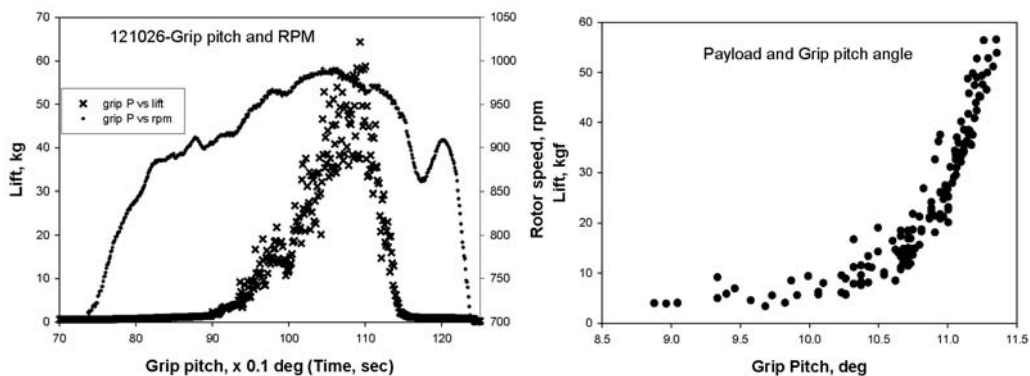 121026-Grip pitch and RPM
grip P vs lift
grip P vs rpm
Lift, kg
70
60
50
40
30
20
10
0
1050
1000
950
900
850
800
750
700
Rotor speed, rpm
70 80 90 100 110 120
Grip pitch, x 0.1 deg (Time, sec)
Payload and Grip pitch angle
Lift, kgf
60
50
40
30
20
10
0
8.5 9.0 9.5 10.0 10.5 11.0 11.5
Grip Pitch, deg